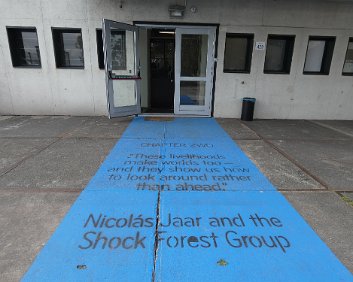 CHAPTER TWO
"These livelihoods
make worlds too—
and they show us how
to look around rather
than ahead."
Nicolás Jaar and the
Shock Forest Group